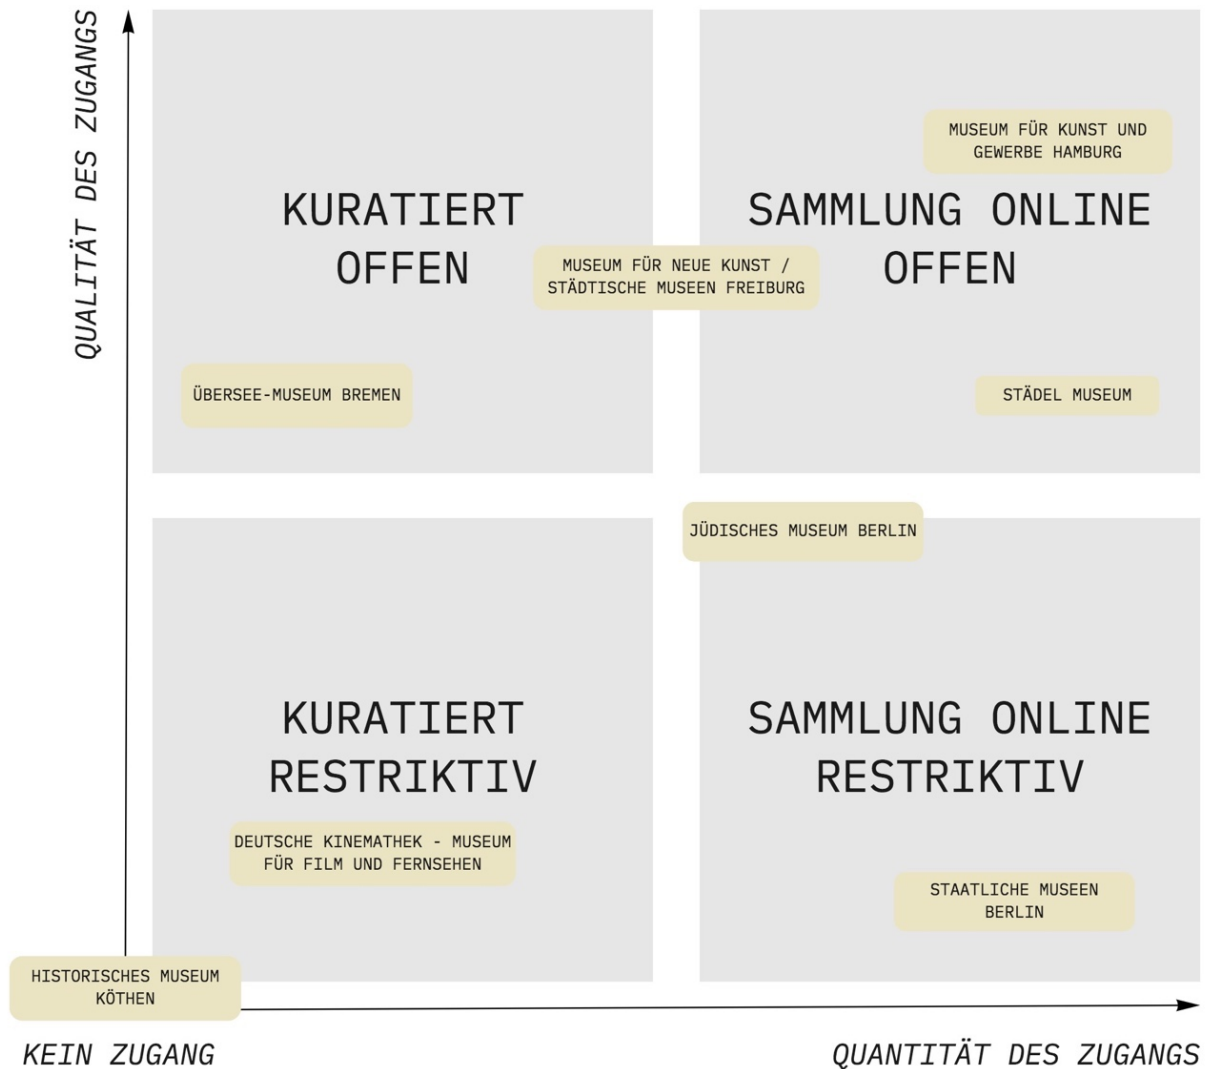 QUALITÄT DES ZUGANGS
KURATIERT
OFFEN
SAMMLUNG ONLINE
OFFEN
MUSEUM FÜR KUNST UND
GEWERBE HAMBURG
MUSEUM FÜR NEUE KUNST /
STÄDTISCHE MUSEEN FREIBURG
ÜBERSEE-MUSEUM BREMEN
STÄDEL MUSEUM
JÜDISCHES MUSEUM BERLIN
KURATIERT
RESTRIKTIV
SAMMLUNG ONLINE
RESTRIKTIV
DEUTSCHE KINEMATHEK - MUSEUM
FÜR FILM UND FERNSEHEN
STAATLICHE MUSEEN
BERLIN
HISTORISCHES MUSEUM
KÖTHEN
KEIN ZUGANG
QUANTITÄT DES ZUGANGS